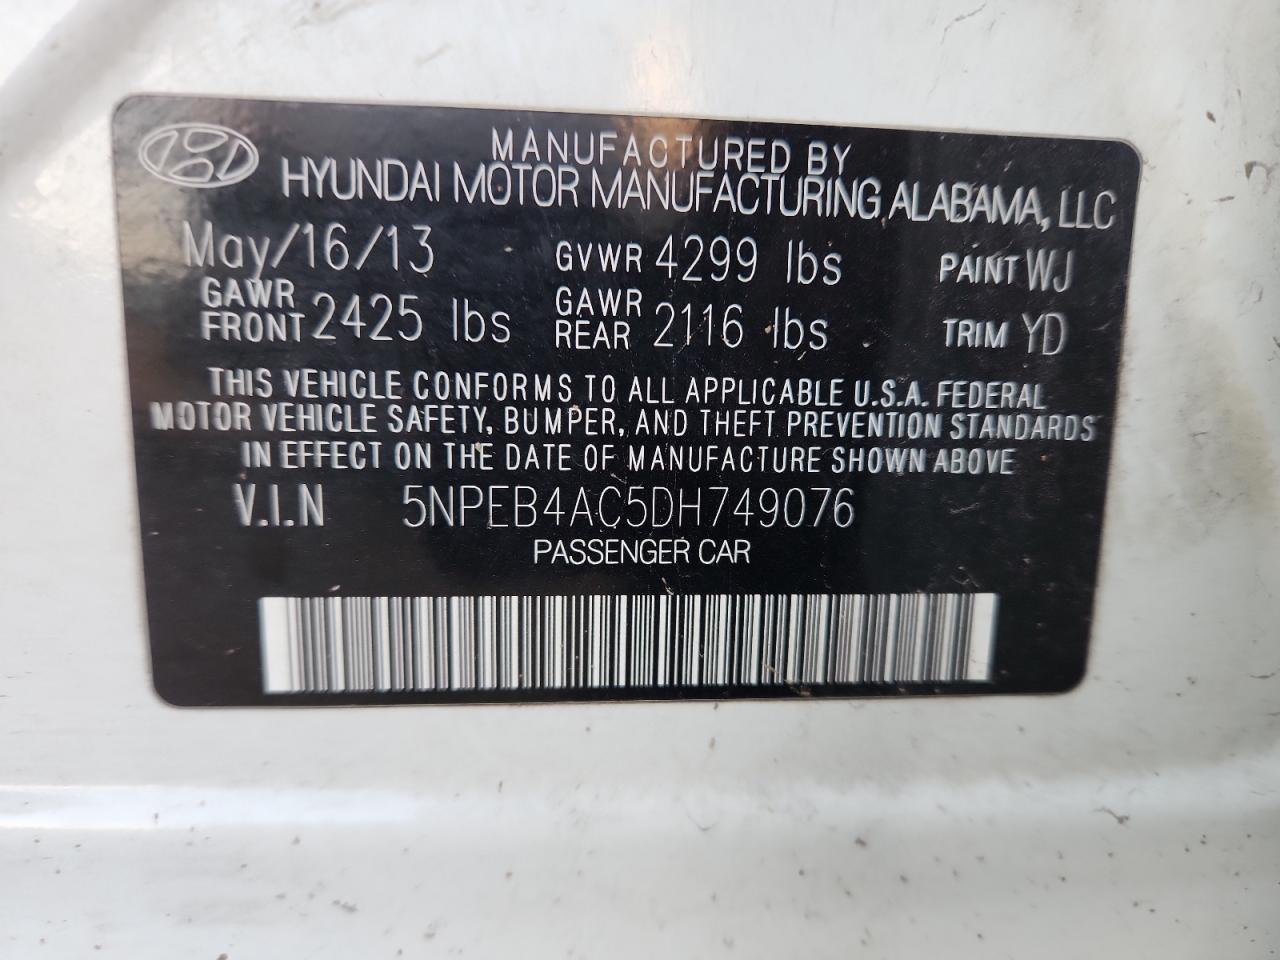 MANUFACTURED BY
HYUNDAI MOTOR MANUFACTURING ALABAMA, LLC
May/16/13 GVWR 4299 lbs PAINT WJ
GAWR FRONT 2425 lbs GAWR REAR 2116 lbs TRIM YD
THIS VEHICLE CONFORMS TO ALL APPLICABLE U.S.A. FEDERAL
MOTOR VEHICLE SAFETY, BUMPER, AND THEFT PREVENTION STANDARDS
IN EFFECT ON THE DATE OF MANUFACTURE SHOWN ABOVE
V.I.N 5NPEB4AC5DH749076
PASSENGER CAR